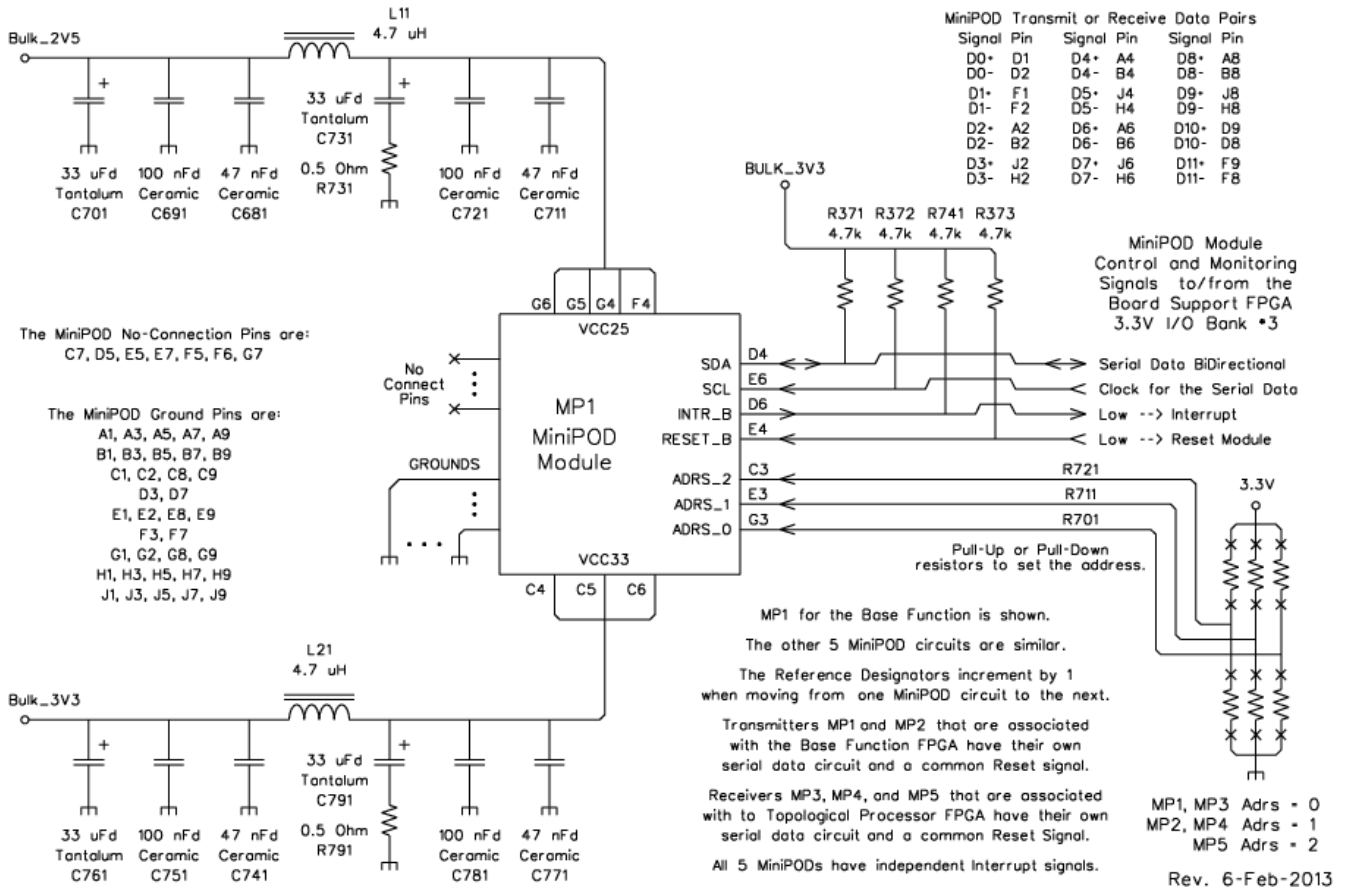 L11
4.7 uH
Bulk_2V5
+
+
33 uFd
Tantalum
C701
100 nFd
Ceramic
C691
47 nFd
Ceramic
C681
33 uFd
Tantalum
C731
0.5 Ohm
R731
100 nFd
Ceramic
C721
47 nFd
Ceramic
C711
MiniPOD Transmit or Receive Data Pairs
Signal Pin Signal Pin Signal Pin
D0+ D1 D4+ A4 D8+ A8
D0- D2 D4- B4 D8- B8
D1+ F1 D5+ J4 D9+ J8
D1- F2 D5- H4 D9- H8
D2+ A2 D6+ A6 D10+ D9
D2- B2 D6- B6 D10- D8
D3+ J2 D7+ J6 D11+ F9
D3- H2 D7- H6 D11- F8
BULK_3V3
R371 R372 R741 R373
4.7k 4.7k 4.7k 4.7k
MiniPOD Module
Control and Monitoring
Signals to/from the
Board Support FPGA
3.3V I/O Bank •3
The MiniPOD No-Connection Pins are:
C7, D5, E5, E7, F5, F6, G7
The MiniPOD Ground Pins are:
A1, A3, A5, A7, A9
B1, B3, B5, B7, B9
C1, C2, C8, C9
D3, D7
E1, E2, E8, E9
F3, F7
G1, G2, G8, G9
H1, H3, H5, H7, H9
J1, J3, J5, J7, J9
G6 G5 G4 F4
VCC25
No
Connect
Pins
GROUNDS
MP1
MiniPOD
Module
SDA D4
SCL E6
INTR_B D6
RESET_B E4
ADRS_2 C3
ADRS_1 E3
ADRS_0 G3
VCC33
C4 C5 C6
Serial Data BiDirectional
Clock for the Serial Data
Low --> Interrupt
Low --> Reset Module
R721
R711
R701
3.3V
Pull-Up or Pull-Down
resistors to set the address.
L21
4.7 uH
Bulk_3V3
+
+
33 uFd
Tantalum
C761
100 nFd
Ceramic
C751
47 nFd
Ceramic
C741
33 uFd
Tantalum
C791
0.5 Ohm
R791
100 nFd
Ceramic
C781
47 nFd
Ceramic
C771
MP1 for the Base Function is shown.
The other 5 MiniPOD circuits are similar.
The Reference Designators increment by 1
when moving from one MiniPOD circuit to the next.
Transmitters MP1 and MP2 that are associated
with the Base Function FPGA have their own
serial data circuit and a common Reset signal.
Receivers MP3, MP4, and MP5 that are associated
with to Topological Processor FPGA have their own
serial data circuit and a common Reset Signal.
All 5 MiniPODs have independent Interrupt signals.
MP1, MP3 Adrs = 0
MP2, MP4 Adrs = 1
MP5 Adrs = 2
Rev. 6-Feb-2013